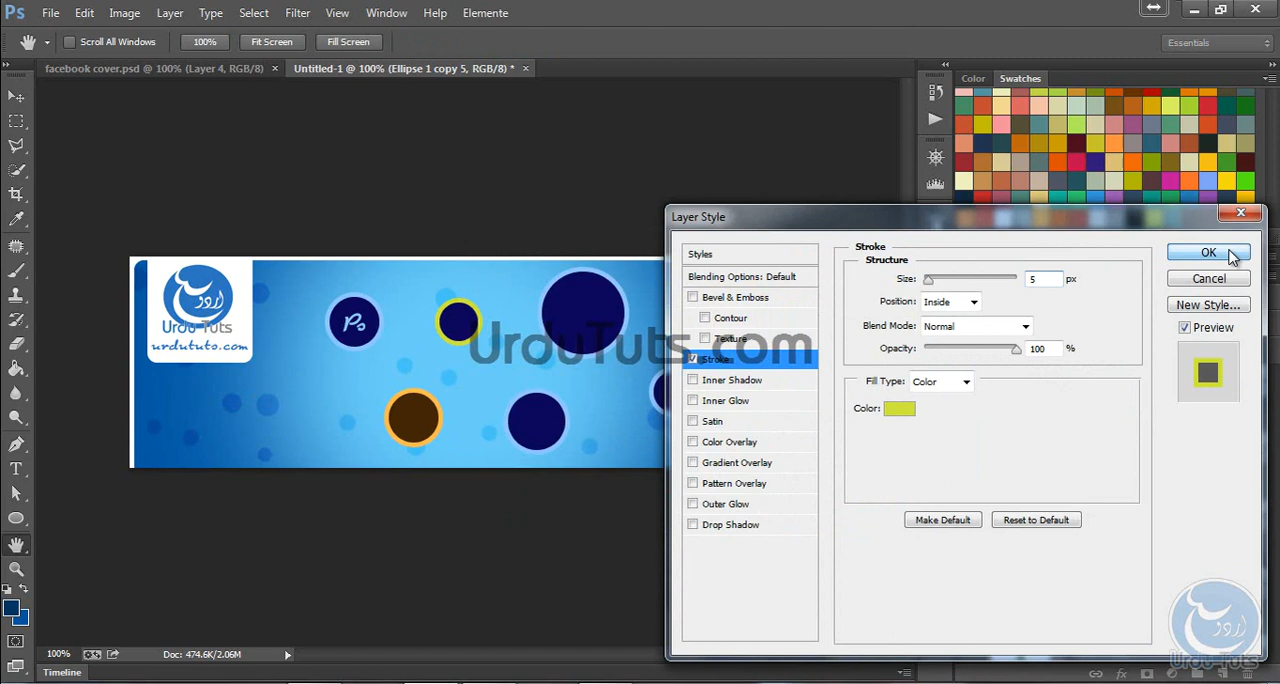 Ps File Edit Image Layer Type Select Filter View Window Help Elemente
Scroll All Windows 100% Fit Screen Fill Screen Essentials
facebook cover.psd @ 100% (Layer 4, RGB/8) × Untitled-1 @ 100% (Ellipse 1 copy 5, RGB/8) * × Color Swatches
Layer Style
Styles
Blending Options: Default
Bevel & Emboss
Contour
Texture
Stroke
Inner Shadow
Inner Glow
Satin
Color Overlay
Gradient Overlay
Pattern Overlay
Outer Glow
Drop Shadow
Stroke
Structure
Size: 5 px
Position: Inside
Blend Mode: Normal
Opacity: 100 %
Fill Type: Color
Color:
Make Default Reset to Default
OK
Cancel
New Style...
Preview
اردو
Urdu Tuts
urdututs.com
Ps
UrduTuts.com
اردو
Urdu Tuts
100% Doc: 474.6K/2.06M
Timeline
T
fx